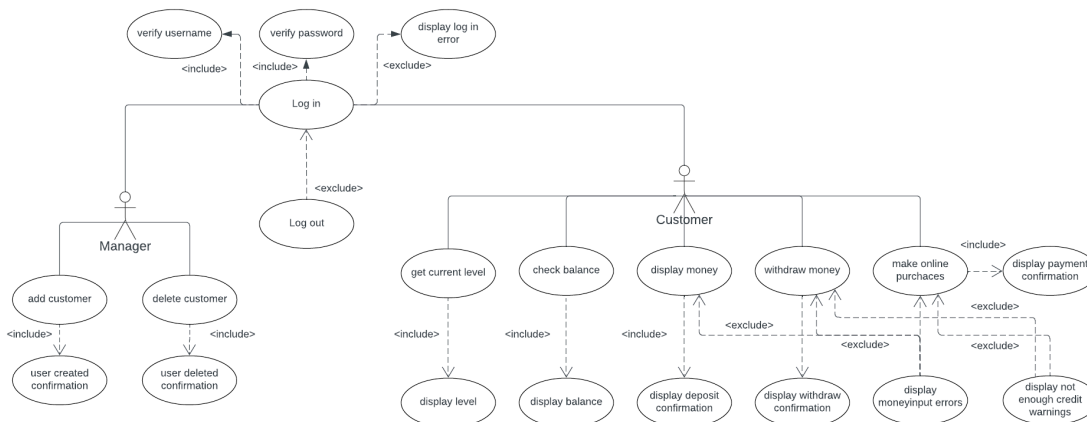 verify username
verify password
display log in
error
<include>
<include>
<exclude>
Log in
<exclude>
Log out
Manager
Customer
add customer
delete customer
<include>
<include>
user created
confirmation
user deleted
confirmation
get current level
check balance
display money
withdraw money
make online
purchaces
<include>
display payment
confirmation
<include>
<include>
<include>
<exclude>
<exclude>
<exclude>
<exclude>
display level
display balance
display deposit
confirmation
display withdraw
confirmation
display
moneyinput errors
display not
enough credit
warnings